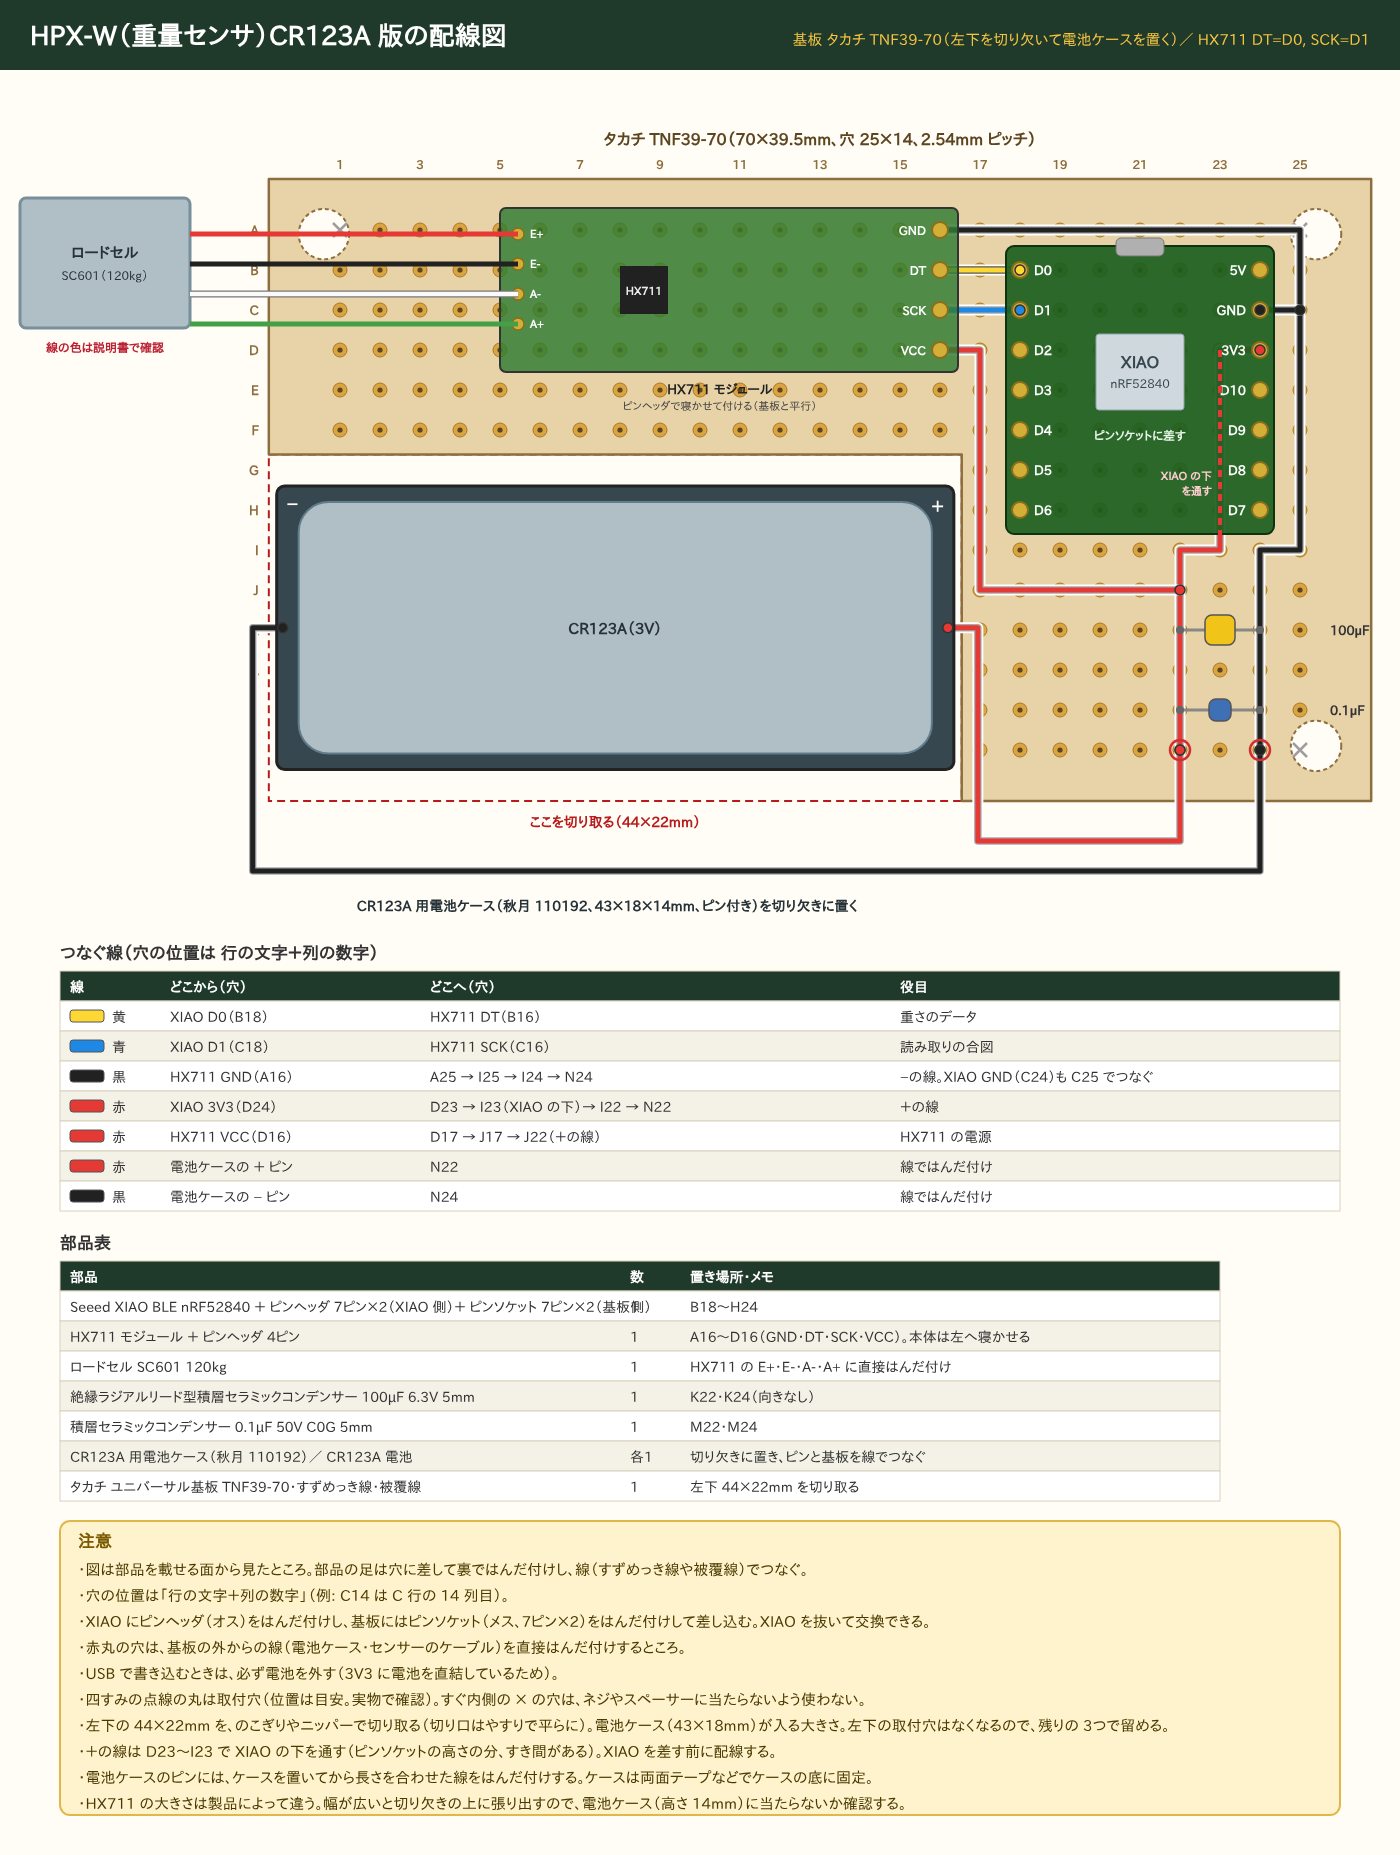 HPX-W（重量センサ）CR123A 版の配線図
基板 タカチ TNF39-70（左下を切り欠いて電池ケースを置く）／ HX711 DT=D0, SCK=D1
タカチ TNF39-70（70×39.5mm、穴 25×14、2.54mm ピッチ）
1 3 5 7 9 11 13 15 17 19 21 23 25
A
B
C
D
E
F
G
H
I
J
ロードセル
SC601（120kg）
線の色は説明書で確認
E+
E-
A-
A+
HX711
GND
DT
SCK
VCC
HX711 モジュール
ピンヘッダで寝かせて付ける（基板と平行）
D0 5V
D1 GND
D2 3V3
D3 D10
D4 D9
D5 D8
D6 D7
XIAO
nRF52840
ピンソケットに差す
XIAO の下
を通す
− +
CR123A（3V）
100µF
0.1µF
ここを切り取る（44×22mm）
CR123A 用電池ケース（秋月 110192、43×18×14mm、ピン付き）を切り欠きに置く
つなぐ線（穴の位置は 行の文字＋列の数字）
線 どこから（穴） どこへ（穴） 役目
黄 XIAO D0（B18） HX711 DT（B16） 重さのデータ
青 XIAO D1（C18） HX711 SCK（C16） 読み取りの合図
黒 HX711 GND（A16） A25 → I25 → I24 → N24 −の線。XIAO GND（C24）も C25 でつなぐ
赤 XIAO 3V3（D24） D23 → I23（XIAO の下）→ I22 → N22 ＋の線
赤 HX711 VCC（D16） D17 → J17 → J22（＋の線） HX711 の電源
赤 電池ケースの ＋ ピン N22 線ではんだ付け
黒 電池ケースの − ピン N24 線ではんだ付け
部品表
部品 数 置き場所・メモ
Seeed XIAO BLE nRF52840 ＋ ピンヘッダ 7ピン×2（XIAO 側）＋ ピンソケット 7ピン×2（基板側） B18〜H24
HX711 モジュール ＋ ピンヘッダ 4ピン 1 A16〜D16（GND・DT・SCK・VCC）。本体は左へ寝かせる
ロードセル SC601 120kg 1 HX711 の E+・E-・A-・A+ に直接はんだ付け
絶縁ラジアルリード型積層セラミックコンデンサー 100µF 6.3V 5mm 1 K22・K24（向きなし）
積層セラミックコンデンサー 0.1µF 50V C0G 5mm 1 M22・M24
CR123A 用電池ケース（秋月 110192）／ CR123A 電池 各1 切り欠きに置き、ピンと基板を線でつなぐ
タカチ ユニバーサル基板 TNF39-70・すずめっき線・被覆線 1 左下 44×22mm を切り取る
注意
・図は部品を載せる面から見たところ。部品の足は穴に差して裏ではんだ付けし、線（すずめっき線や被覆線）でつなぐ。
・穴の位置は「行の文字＋列の数字」（例: C14 は C 行の 14 列目）。
・XIAO にピンヘッダ（オス）をはんだ付けし、基板にはピンソケット（メス、7ピン×2）をはんだ付けして差し込む。XIAO を抜いて交換できる。
・赤丸の穴は、基板の外からの線（電池ケース・センサーのケーブル）を直接はんだ付けするところ。
・USB で書き込むときは、必ず電池を外す（3V3 に電池を直結しているため）。
・四すみの点線の丸は取付穴（位置は目安。実物で確認）。すぐ内側の × の穴は、ネジやスペーサーに当たらないよう使わない。
・左下の 44×22mm を、のこぎりやニッパーで切り取る（切り口はやすりで平らに）。電池ケース（43×18mm）が入る大きさ。左下の取付穴はなくなるので、残りの 3つで留める。
・＋の線は D23〜I23 で XIAO の下を通す（ピンソケットの高さの分、すき間がある）。XIAO を差す前に配線する。
・電池ケースのピンには、ケースを置いてから長さを合わせた線をはんだ付けする。ケースは両面テープなどでケースの底に固定。
・HX711 の大きさは製品によって違う。幅が広いと切り欠きの上に張り出すので、電池ケース（高さ 14mm）に当たらないか確認する。